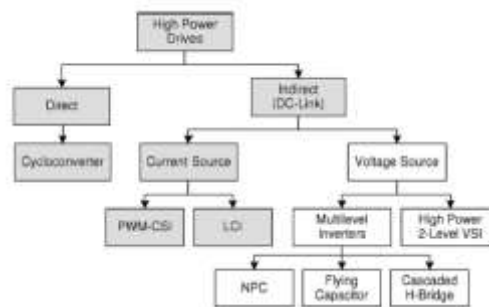 High Power
Drives
Direct
Indirect
(DC-Link)
Cycloconverter
Current Source
Voltage Source
PWM-CSI
LCI
Multilevel
Inverters
High Power
2-Level VSI
NPC
Flying
Capacitor
Cascaded
H-Bridge